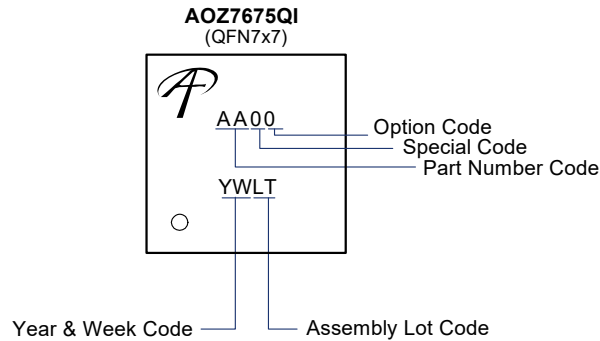 AOZ7675QI
(QFN7x7)
AA00
Option Code
Special Code
Part Number Code
YWLT
Year & Week Code
Assembly Lot Code